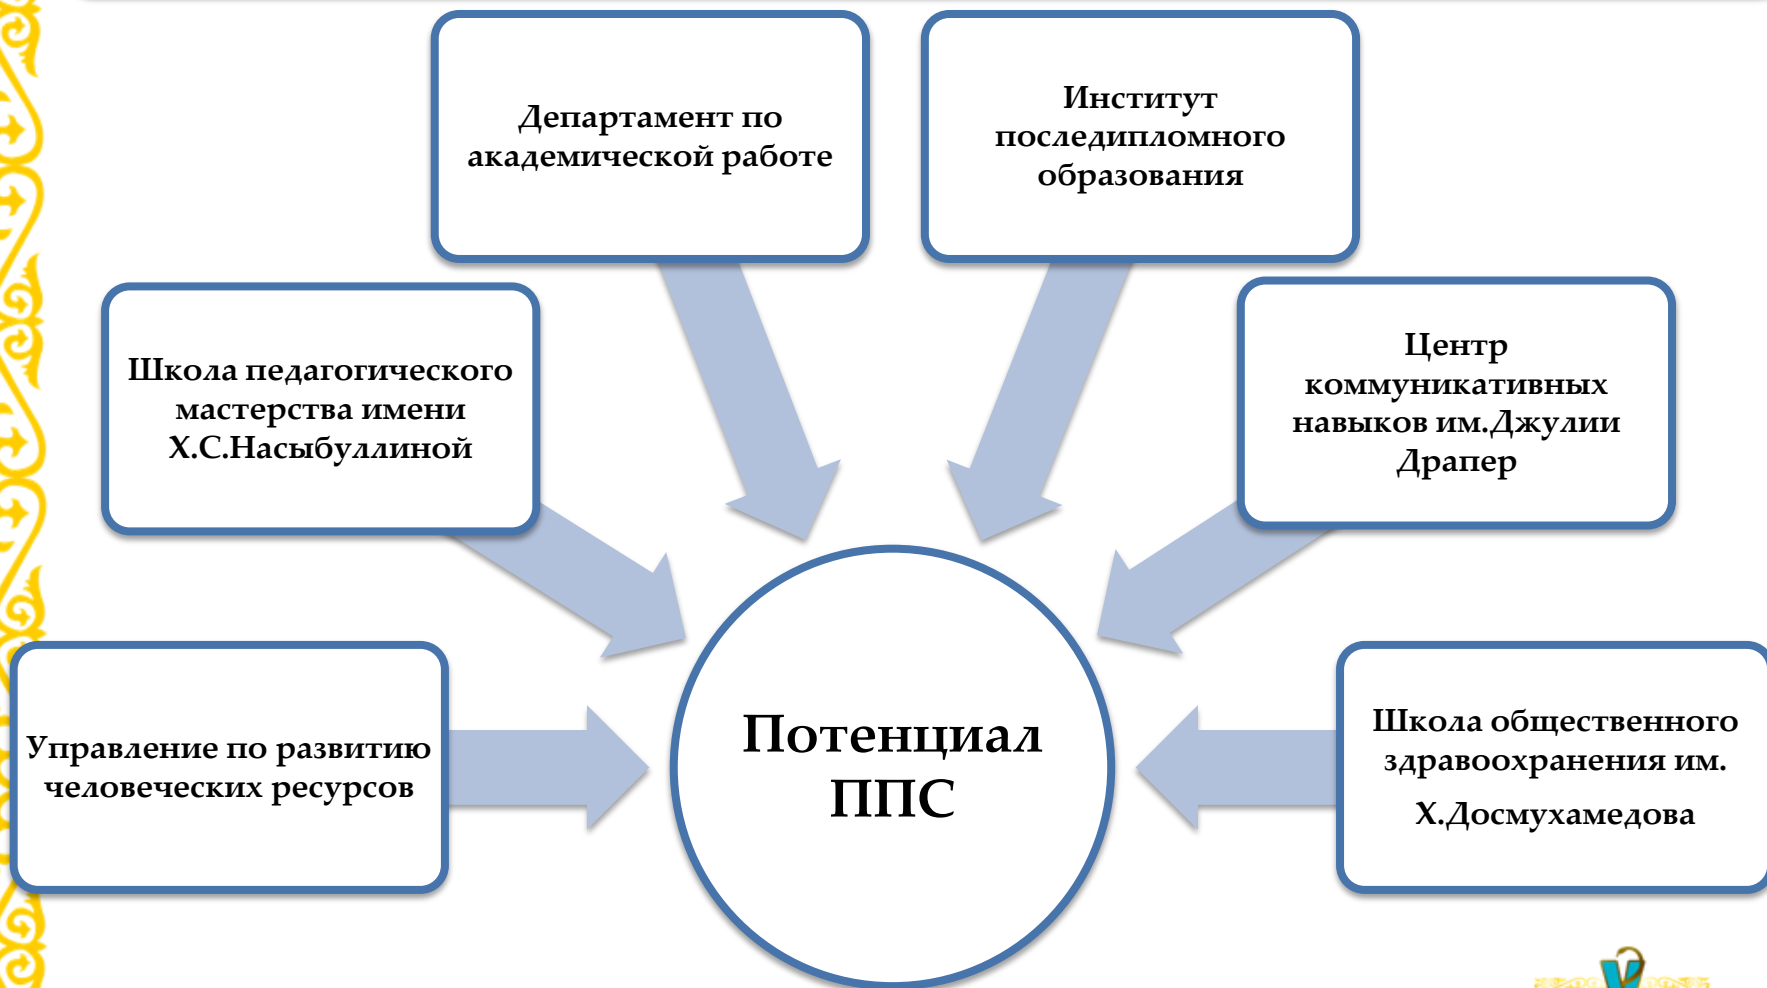 Департамент по
академической работе
Институт
последипломного
образования
Школа педагогического
мастерства имени
Х.С.Насыбуллиной
Центр
коммуникативных
навыков им.Джулии
Драпер
Управление по развитию
человеческих ресурсов
Потенциал
ППС
Школа общественного
здравоохранения им.
Х.Досмухамедова